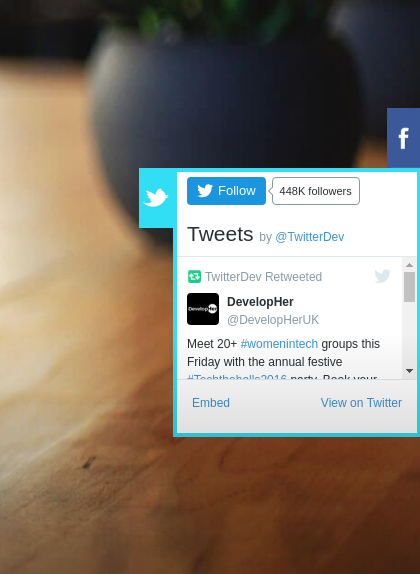 Follow
448K followers
Tweets by @TwitterDev
TwitterDev Retweeted
DevelopHer
DevelopHer
@DevelopHerUK
Meet 20+ #womenintech groups this
Friday with the annual festive
#Techthehalls2016 party. Book your
Embed
View on Twitter